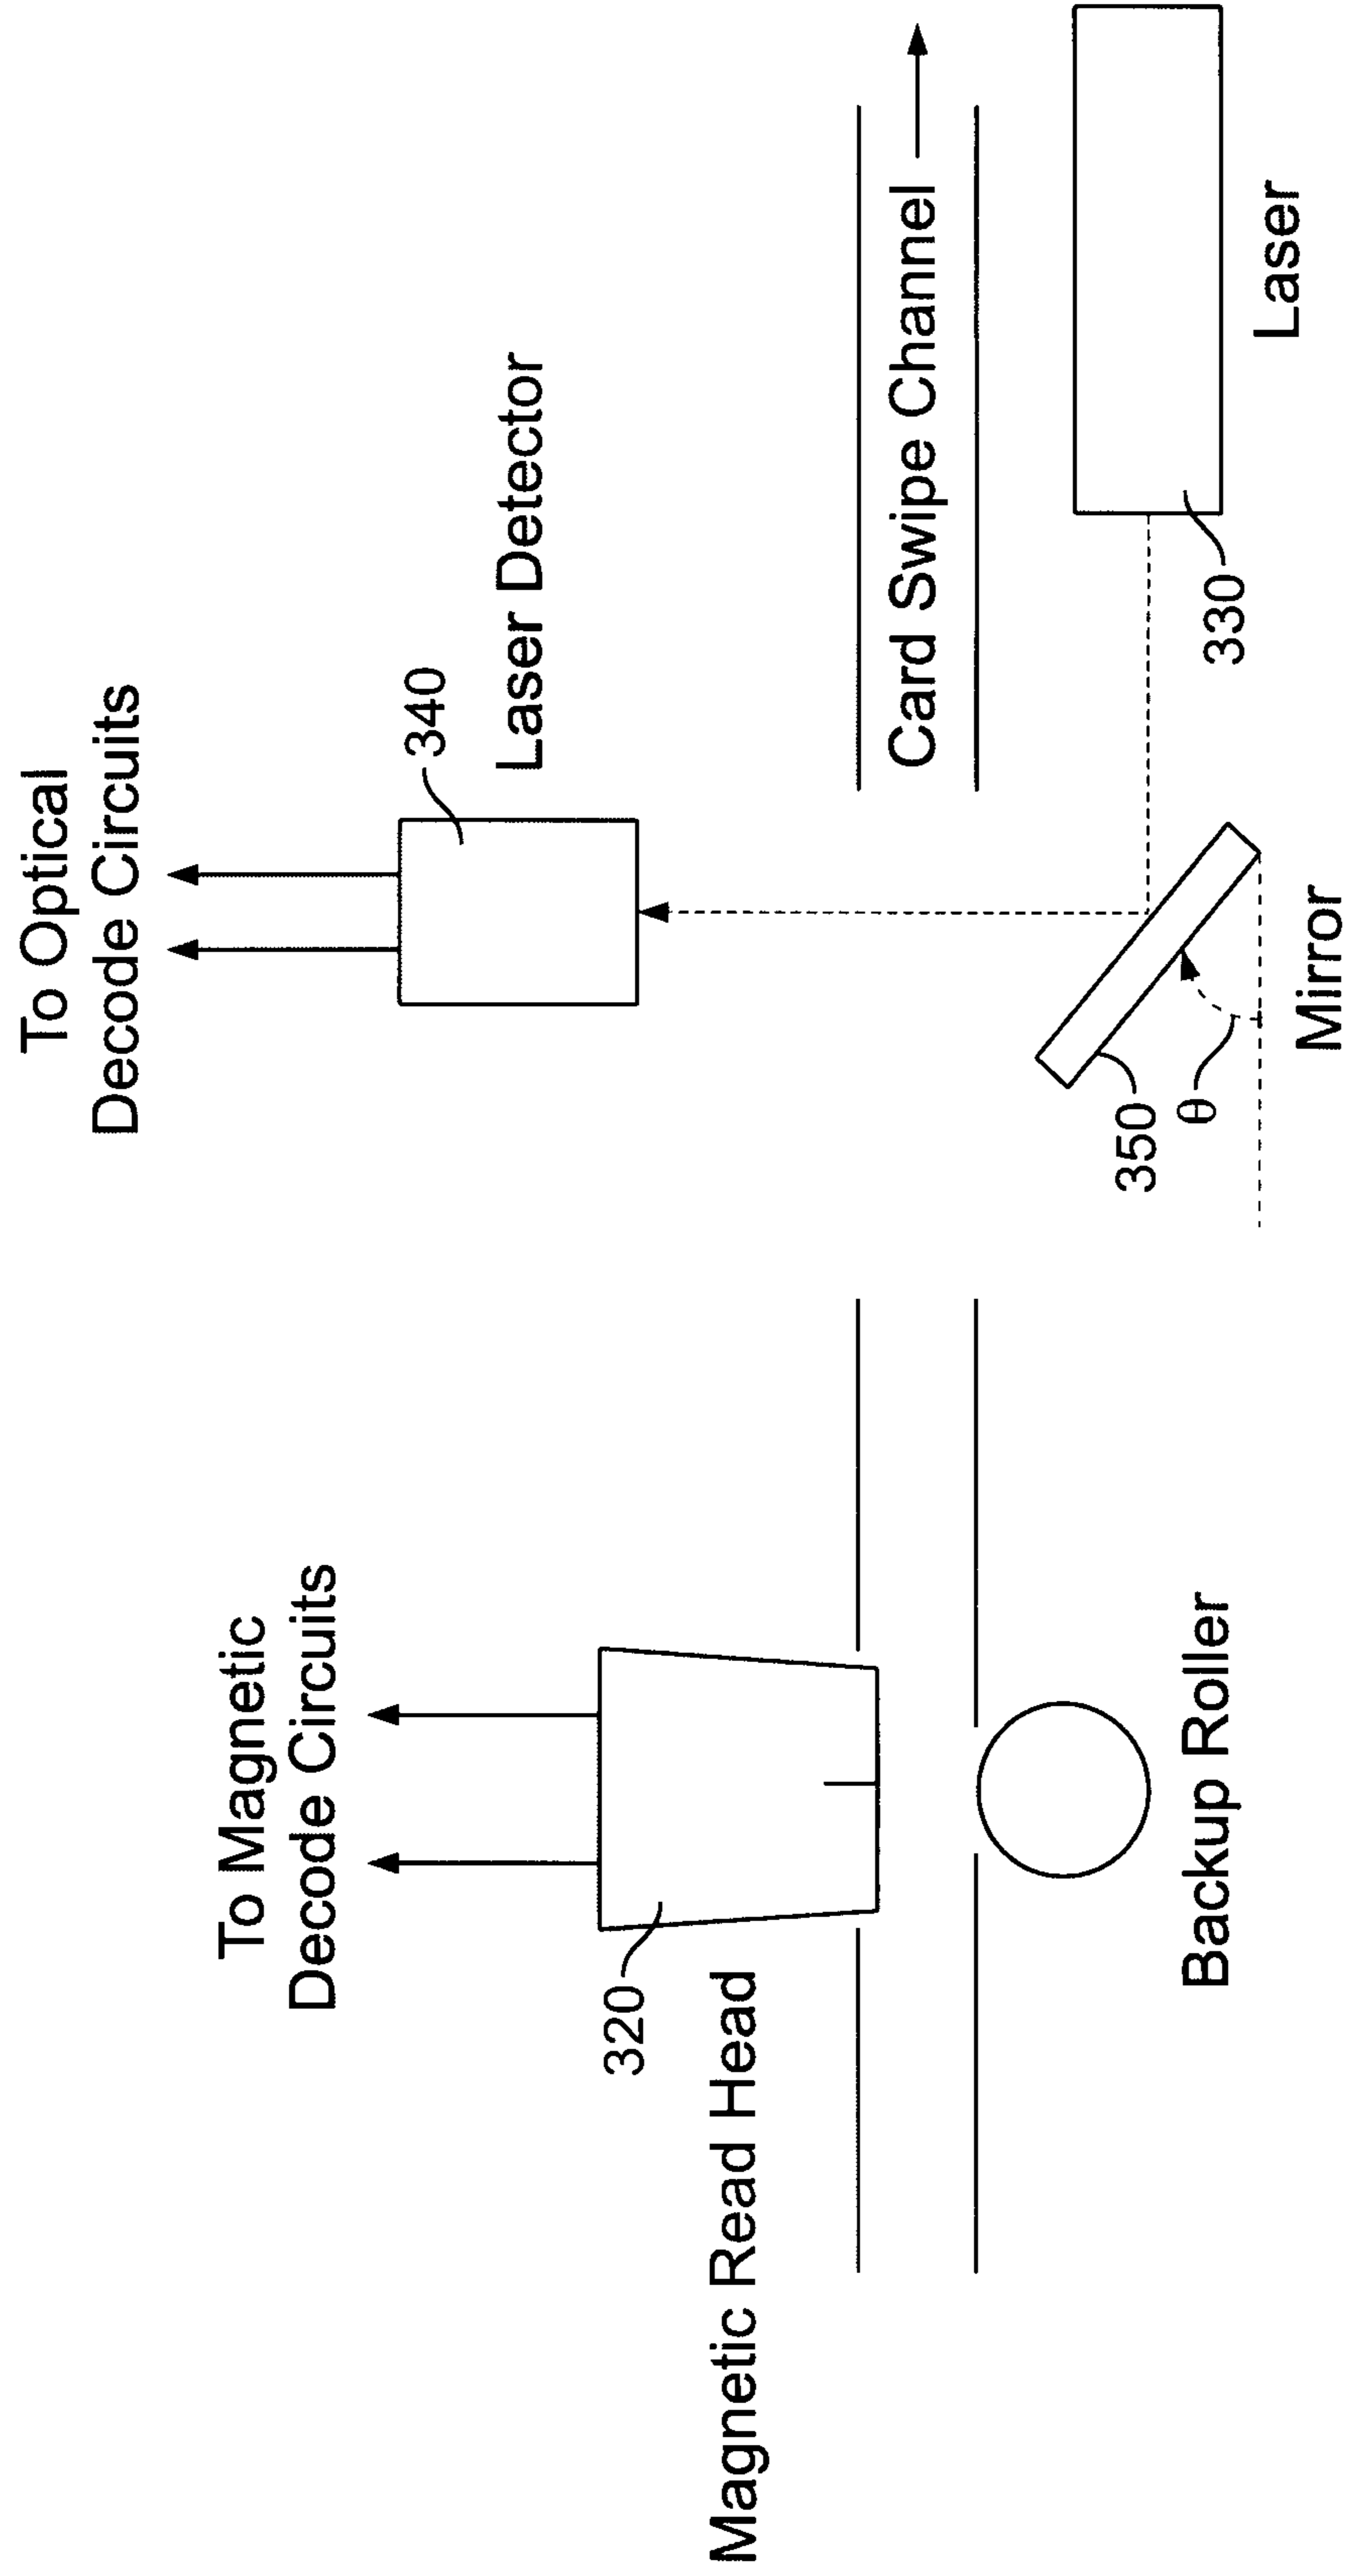 To Magnetic
Decode Circuits
320
Magnetic Read Head
Backup Roller
To Optical
Decode Circuits
340
Laser Detector
Card Swipe Channel
350
θ
Mirror
330
Laser